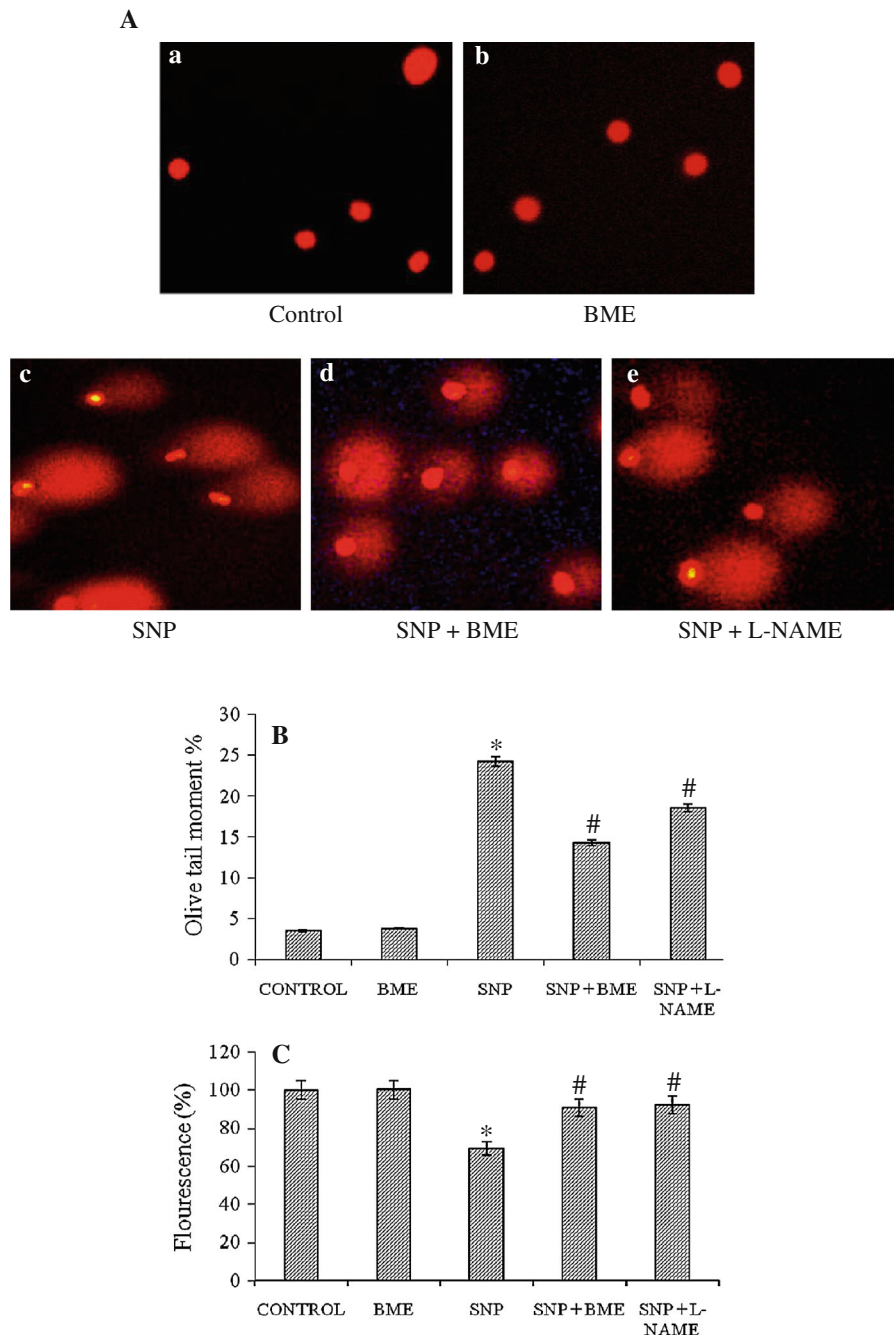 A
a
b
Control
BME
c
d
e
SNP
SNP + BME
SNP + L-NAME
B
Olive tail moment %
30
25
20
15
10
5
0
*
#
#
CONTROL
BME
SNP
SNP+BME
SNP+L-
NAME
C
Flourescence (%)
120
100
80
60
40
20
0
*
#
#
CONTROL
BME
SNP
SNP+BME
SNP+L-
NAME